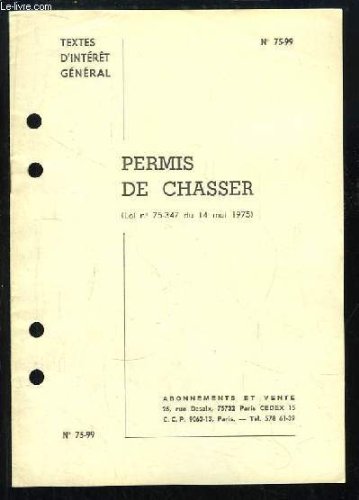 Le-livre.com
TEXTES
D'INTÉRÊT
GÉNÉRAL
N° 75-99
PERMIS
DE CHASSER
(Loi n° 75-347 du 14 mai 1975)
ABONNEMENTS ET VENTE
26, rue Desaix, 75732 Paris CEDEX 15
C. C. P. 9063-13, Paris. — Tél. 578 61-39
N° 75-99